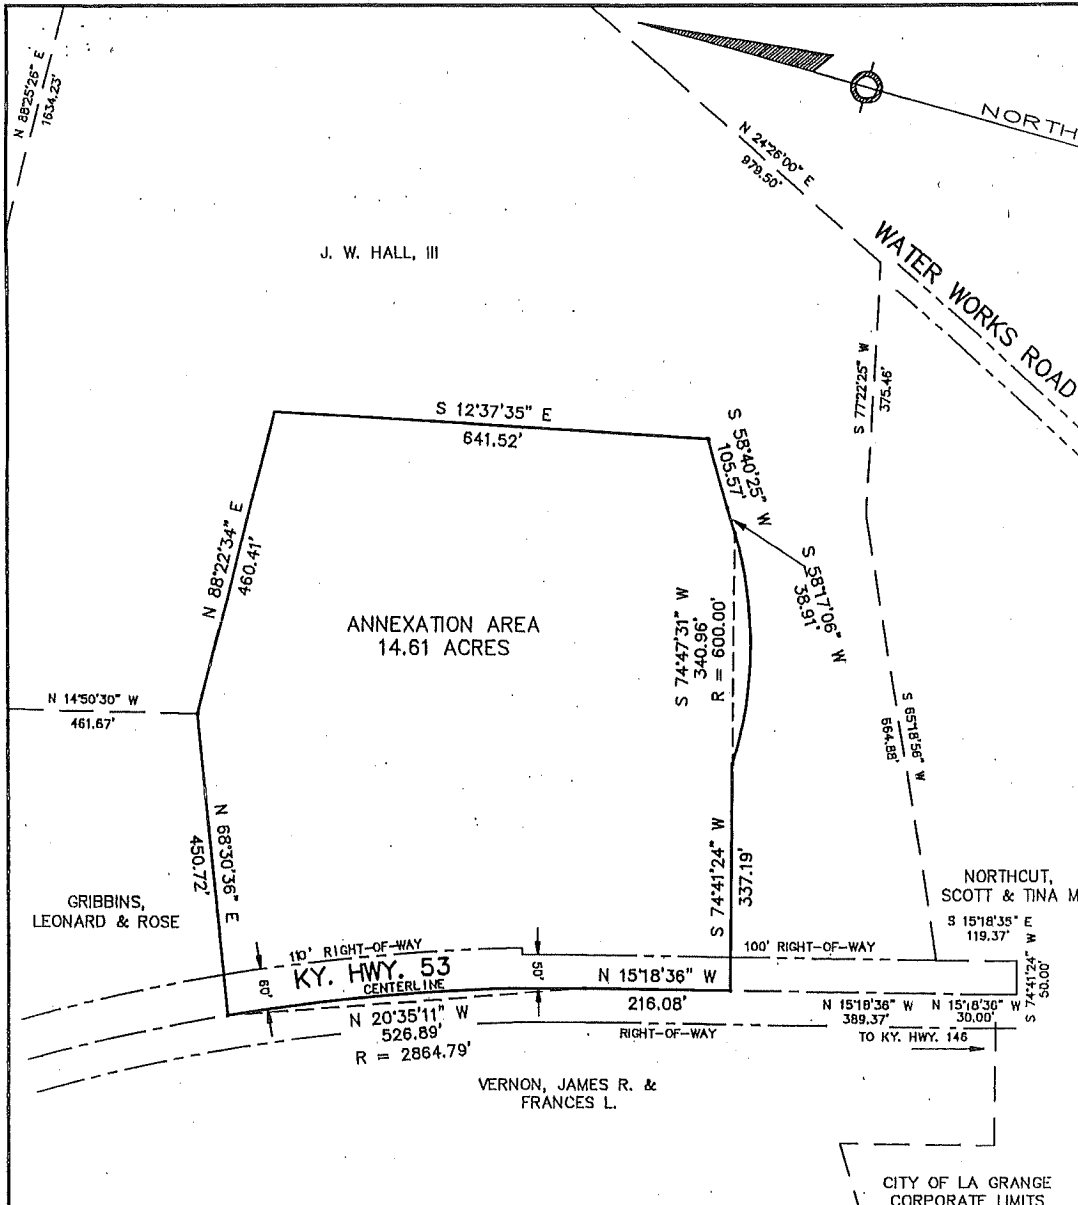 N 88°25'26" E
1634.23'
NORTH
N 24°26'00" E
979.50'
J. W. HALL, III
WATER WORKS ROAD
S 77°22'25" W
375.46'
S 12°37'35" E
641.52'
S 58°40'25" W
105.57'
N 88°22'34" E
460.41'
S 58°17'06" W
38.91'
ANNEXATION AREA
14.61 ACRES
S 74°47'31" W
340.96'
R = 600.00'
N 14°50'30" W
461.67'
S 65°18'56" W
664.88'
N 68°30'36" E
450.72'
S 74°41'24" W
337.19'
GRIBBINS,
LEONARD & ROSE
NORTHCUT,
SCOTT & TINA M
S 15°18'35" E
119.37'
S 74°41'24" W
50.00'
110' RIGHT-OF-WAY
100' RIGHT-OF-WAY
KY. HWY. 53
CENTERLINE
60'
50'
N 15°18'36" W
216.08'
N 20°35'11" W
526.89'
R = 2864.79'
N 15°18'36" W
389.37'
N 15°18'36" W
30.00'
RIGHT-OF-WAY
TO KY. HWY. 146
VERNON, JAMES R. &
FRANCES L.
CITY OF LA GRANGE
CORPORATE LIMITS